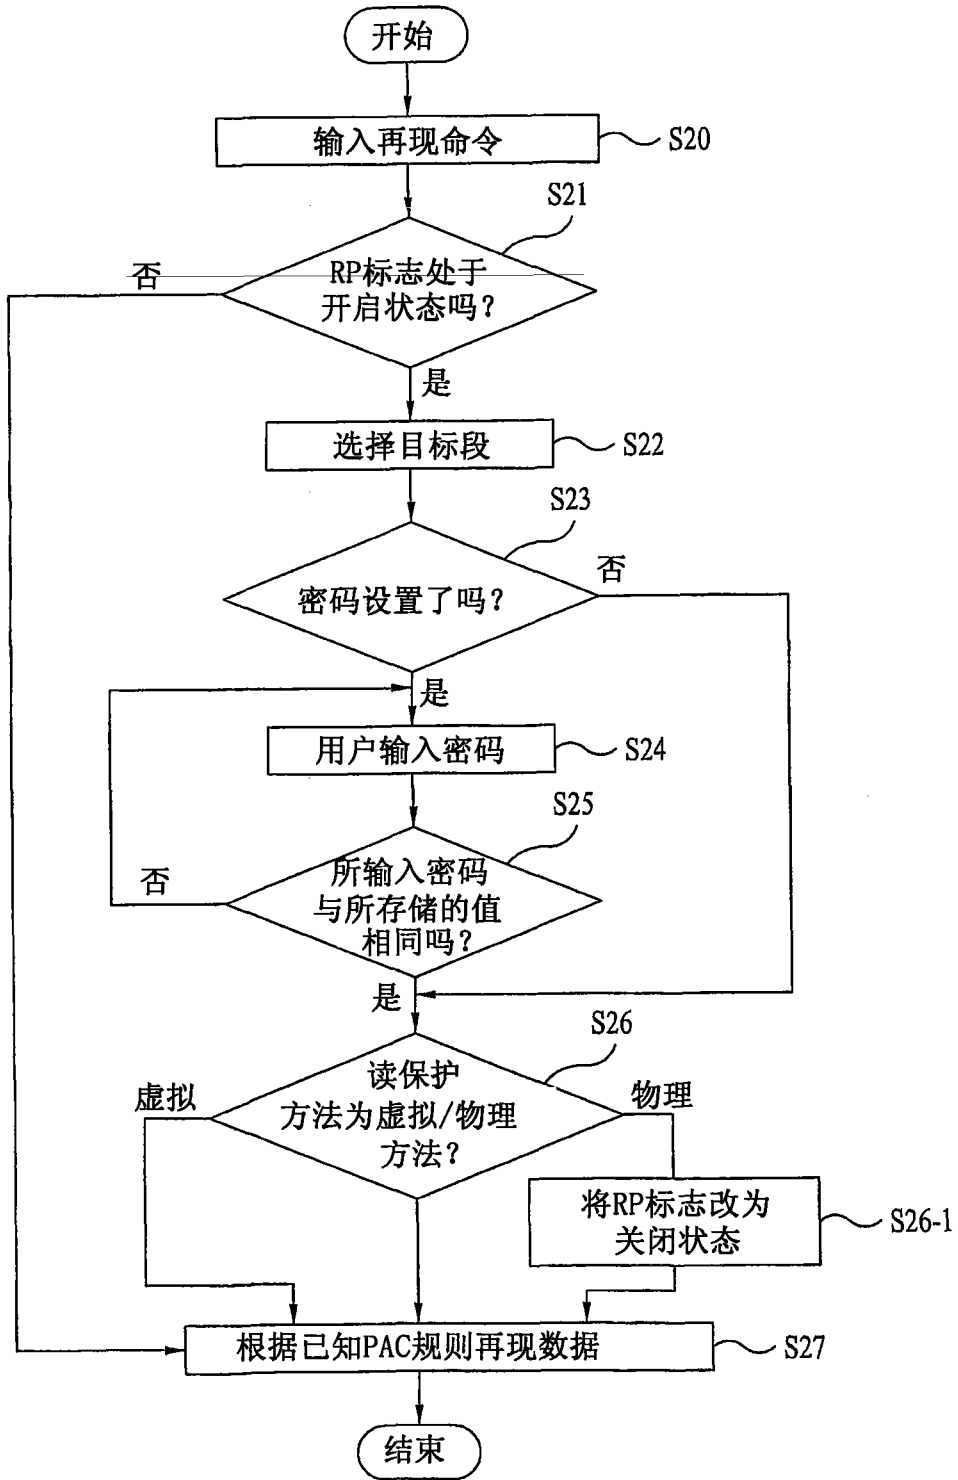 开始
输入再现命令
S20
S21
否
RP标志处于
开启状态吗？
是
选择目标段
S22
S23
否
密码设置了吗？
是
用户输入密码
S24
S25
否
所输入密码
与所存储的值
相同吗？
是
S26
虚拟
读保护
方法为虚拟/物理
方法？
物理
将RP标志改为
关闭状态
S26-1
根据已知PAC规则再现数据
S27
结束